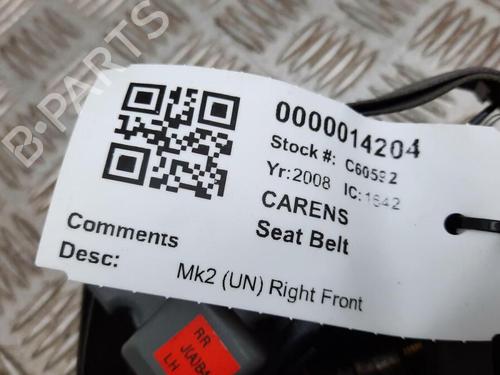 B-PARTS
0000014204
Stock #: C60592
Yr:2008 IC:1642
CARENS
Seat Belt
Comments
Desc:
Mk2 (UN) Right Front
RR
LH